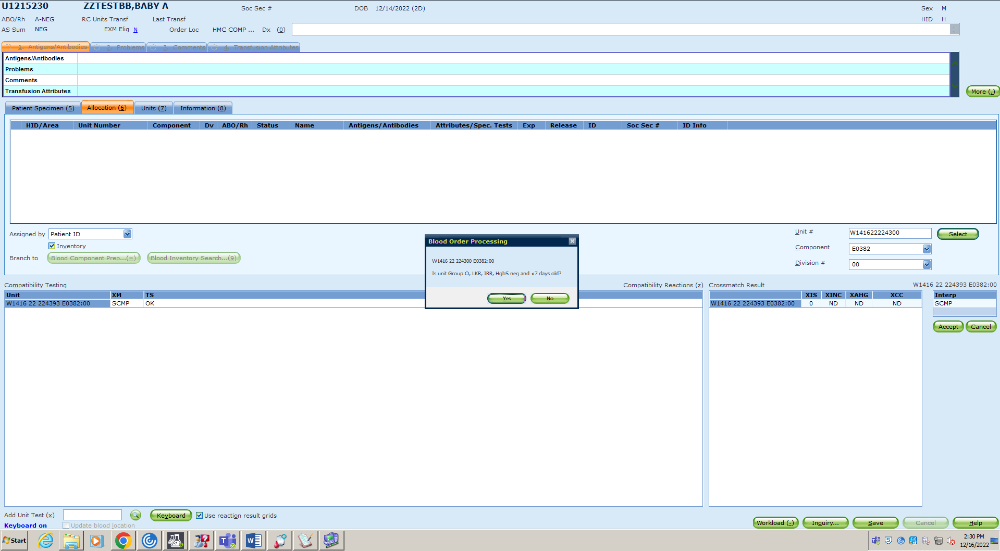 U1215230 ZZTESTBB,BABY A Soc Sec # DOB 12/14/2022 (2D) Sex M
ABO/Rh A-NEG RC Units Transf Last Transf HID H
AS Sum NEG EXM Elig N Order Loc HMC COMP ... Dx (0)
1. Antigens/Antibodies 2. Problems 3. Comments 4. Transfusion Attributes
Antigens/Antibodies
Problems
Comments
Transfusion Attributes
More (.)
Patient Specimen (5) Allocation (6) Units (7) Information (8)
HID/Area Unit Number Component Dv ABO/Rh Status Name Antigens/Antibodies Attributes/Spec. Tests Exp Release ID Soc Sec # ID Info
Assigned by Patient ID
Inventory
Branch to Blood Component Prep...(=) Blood Inventory Search...(9)
Unit # W141622224300 Select
Component E0382
Division # 00
Blood Order Processing
W1416 22 224300 E0382:00
Is unit Group O, LKR, IRR, HgbS neg and <7 days old?
Yes No
Compatibility Testing Compatibility Reactions (z) Crossmatch Result W1416 22 224393 E0382:00
Unit XM TS XIS XINC XAHG XCC Interp
W1416 22 224393 E0382:00 SCMP OK W1416 22 224393 E0382:00 0 ND ND ND SCMP
Accept Cancel
Add Unit Test (x) Keyboard Use reaction result grids
Keyboard on Update blood location
Workload (-) Inquiry... Save Cancel Help
Start
2:30 PM
12/16/2022